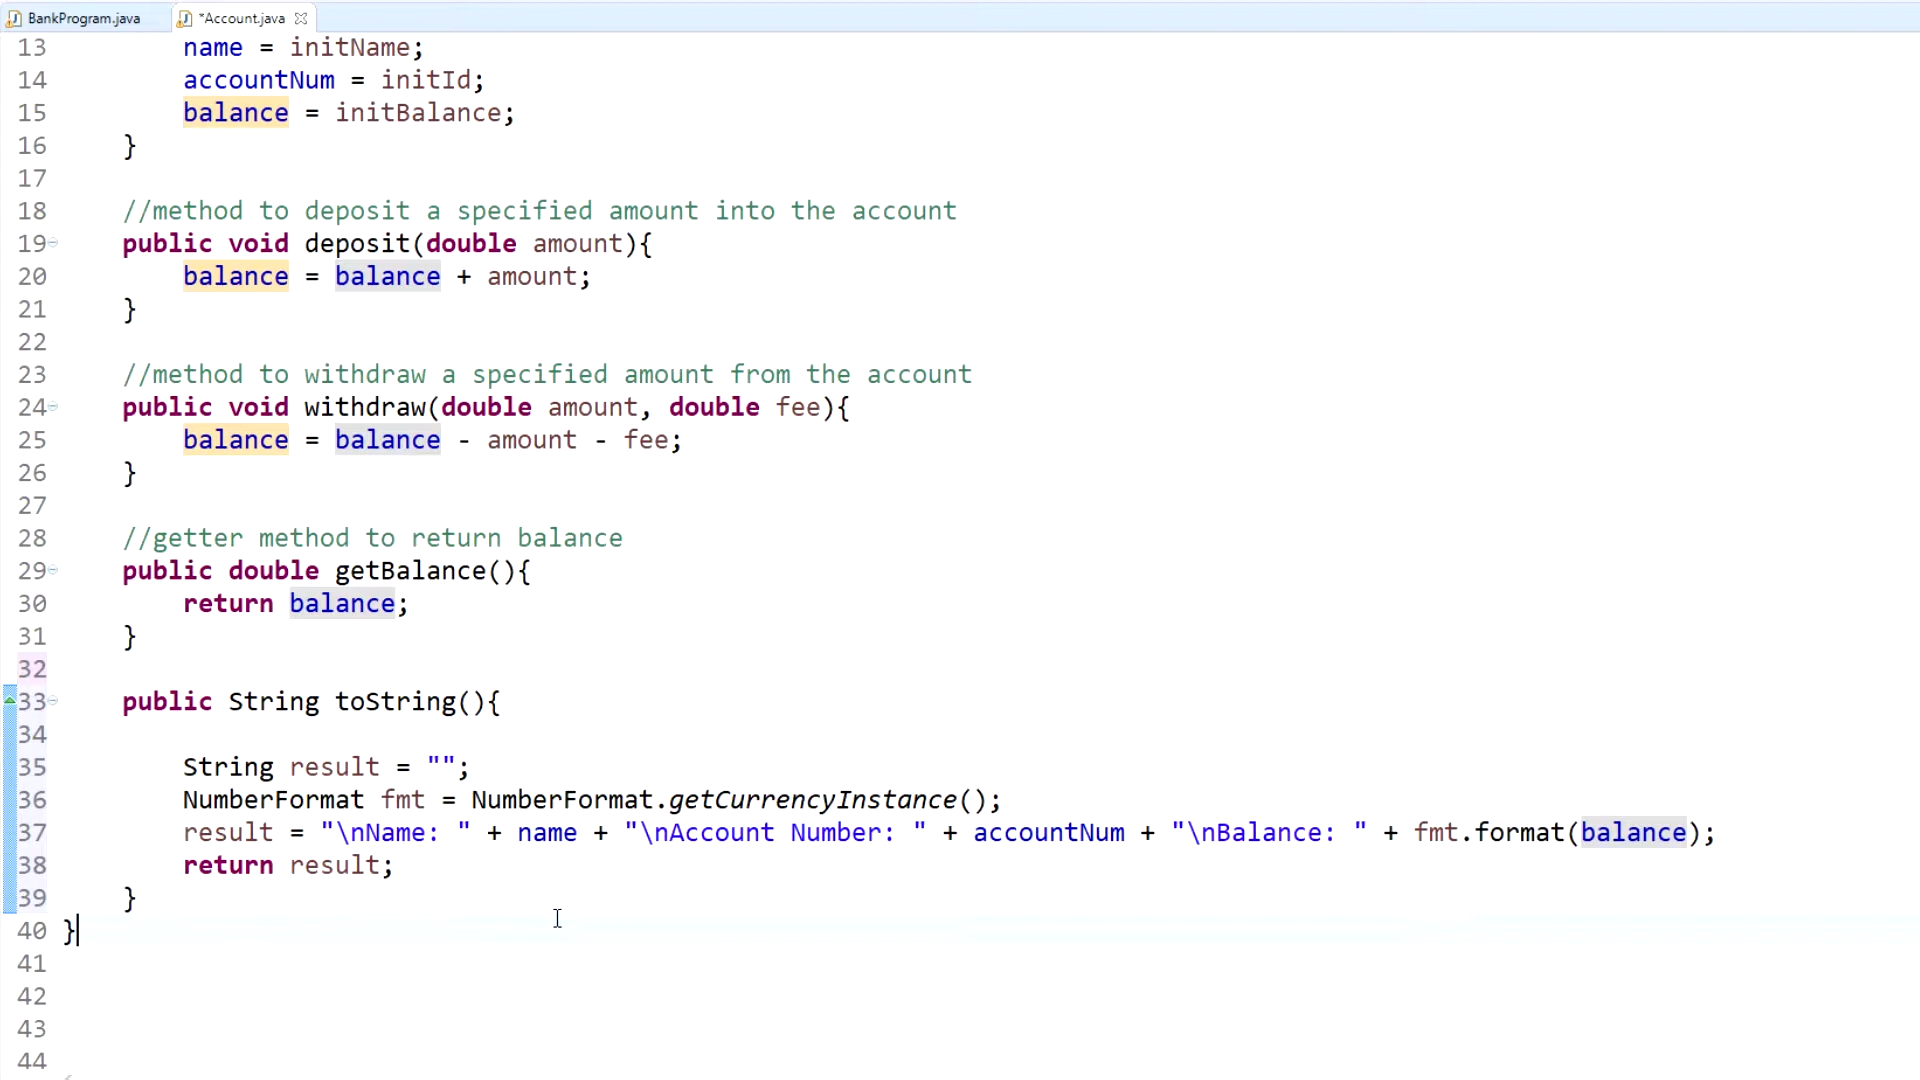 BankProgram.java *Account.java
13 name = initName;
14 accountNum = initId;
15 balance = initBalance;
16 }
17
18 //method to deposit a specified amount into the account
19 public void deposit(double amount){
20 balance = balance + amount;
21 }
22
23 //method to withdraw a specified amount from the account
24 public void withdraw(double amount, double fee){
25 balance = balance - amount - fee;
26 }
27
28 //getter method to return balance
29 public double getBalance(){
30 return balance;
31 }
32
33 public String toString(){
34
35 String result = "";
36 NumberFormat fmt = NumberFormat.getCurrencyInstance();
37 result = "\nName: " + name + "\nAccount Number: " + accountNum + "\nBalance: " + fmt.format(balance);
38 return result;
39 }
40 }
41
42
43
44